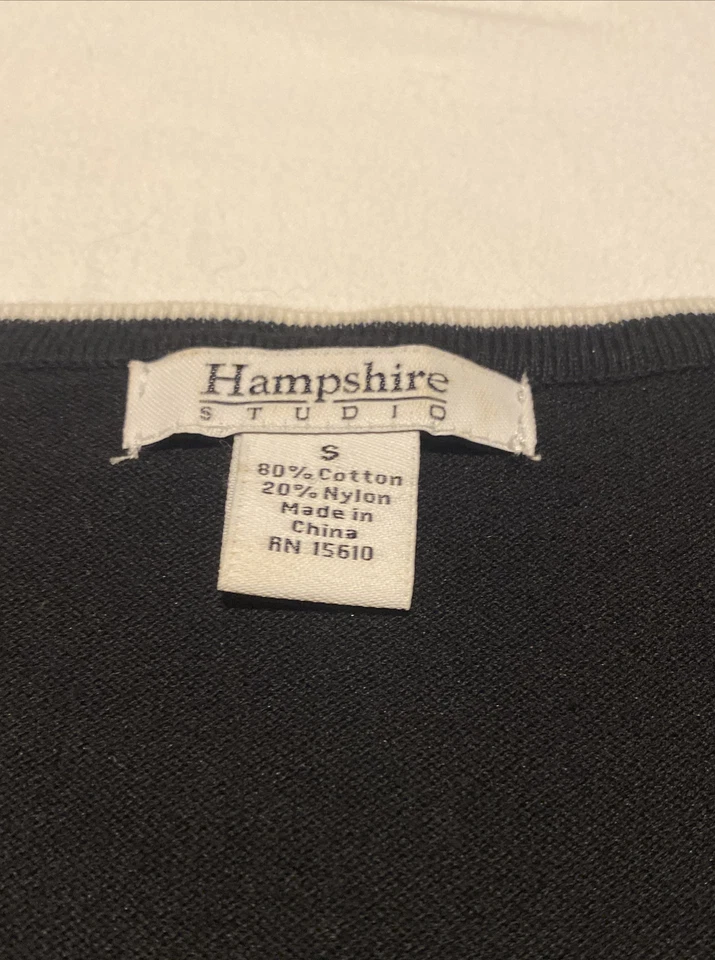 Hampshire
STUDIO
S
80% Cotton
20% Nylon
Made in
China
RN 15610